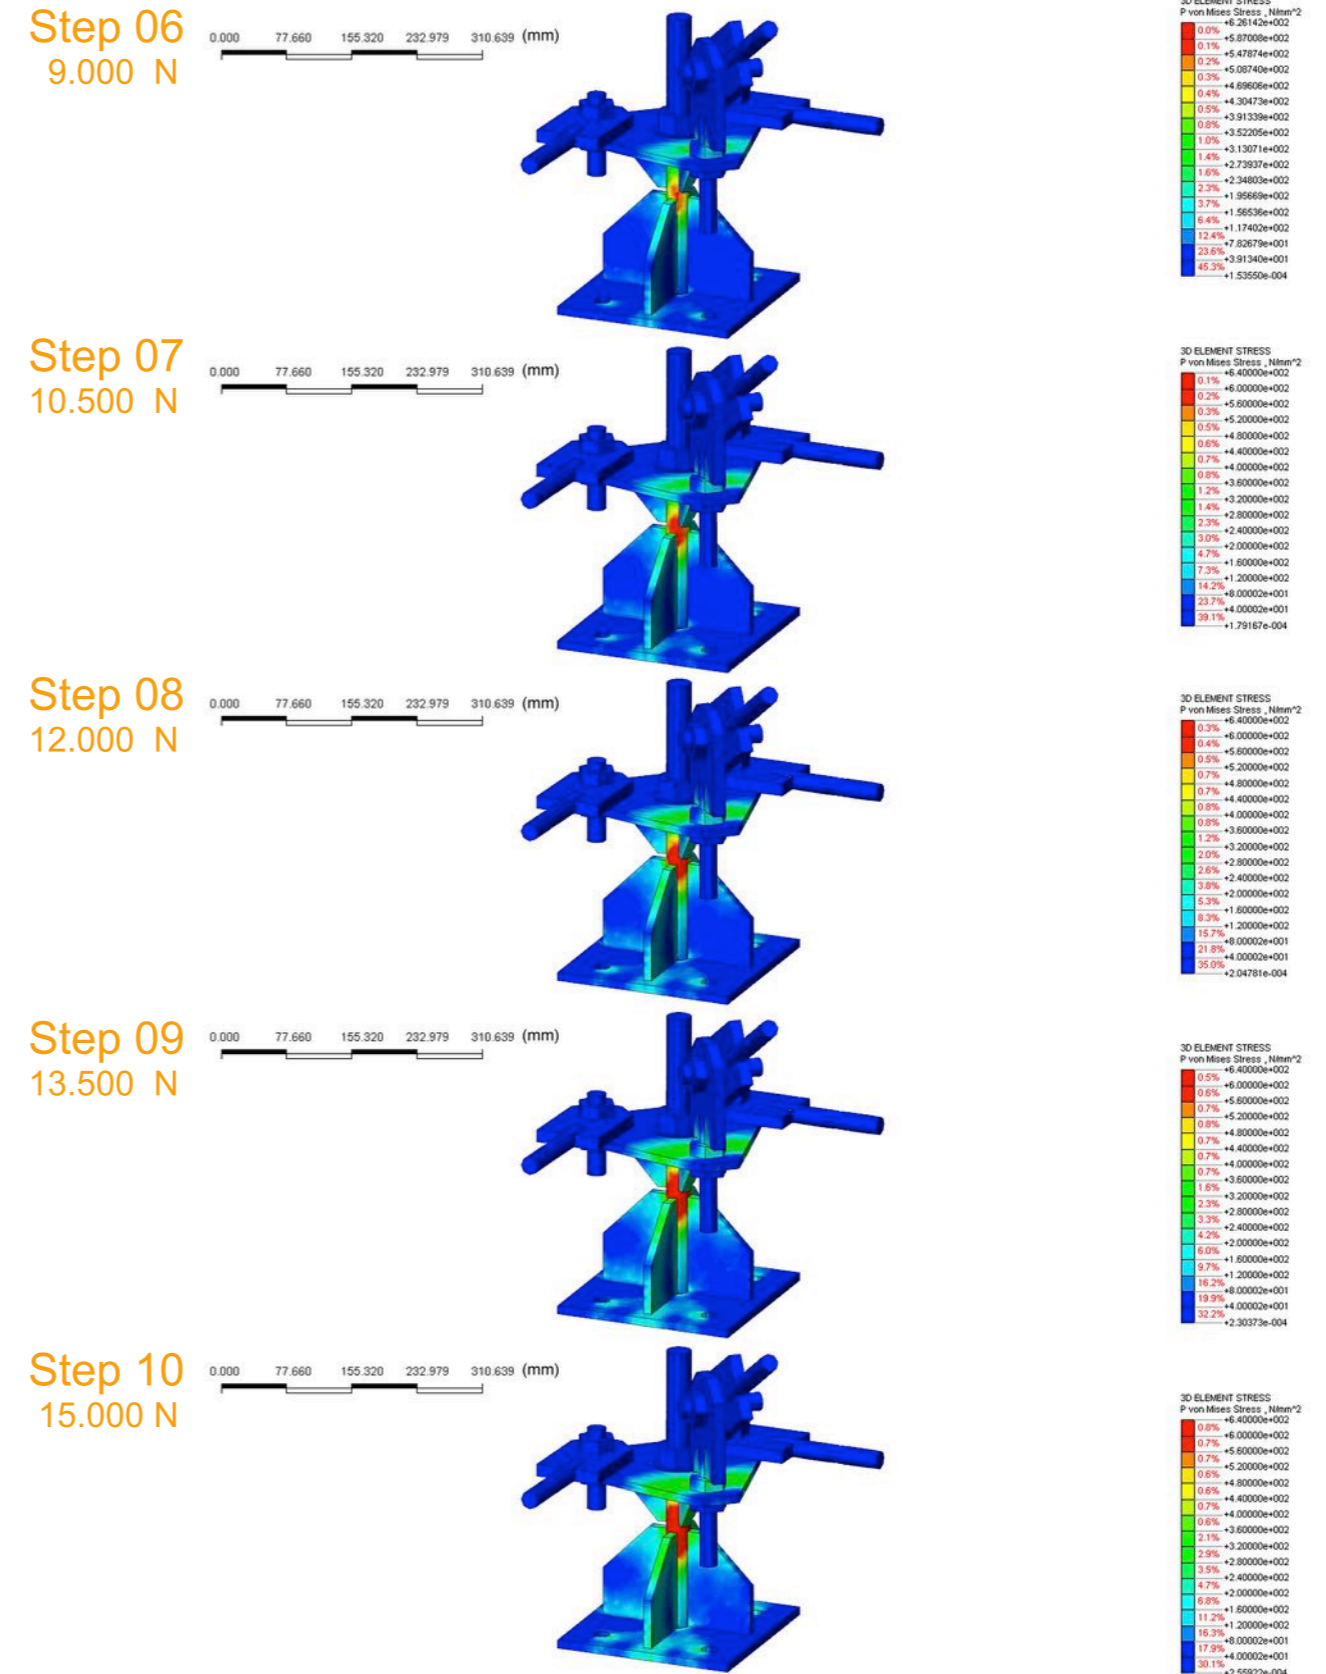 Step 06
9.000 N
0.000 77.660 155.320 232.979 310.639 (mm)
3D ELEMENT STRESS
P von Mises Stress , N/mm^2
+6.26142e+002
0.0%
+5.87008e+002
0.1%
+5.47874e+002
0.2%
+5.08740e+002
0.3%
+4.69606e+002
0.4%
+4.30473e+002
0.5%
+3.91339e+002
0.8%
+3.52205e+002
1.0%
+3.13071e+002
1.4%
+2.73937e+002
1.6%
+2.34803e+002
2.3%
+1.95669e+002
3.7%
+1.56536e+002
6.4%
+1.17402e+002
12.4%
+7.82679e+001
23.6%
+3.91340e+001
45.3%
+1.53550e-004
Step 07
10.500 N
0.000 77.660 155.320 232.979 310.639 (mm)
3D ELEMENT STRESS
P von Mises Stress , N/mm^2
+6.40000e+002
0.1%
+6.00000e+002
0.2%
+5.60000e+002
0.3%
+5.20000e+002
0.5%
+4.80000e+002
0.6%
+4.40000e+002
0.7%
+4.00000e+002
0.8%
+3.60000e+002
1.2%
+3.20000e+002
1.4%
+2.80000e+002
2.3%
+2.40000e+002
3.0%
+2.00000e+002
4.7%
+1.60000e+002
7.3%
+1.20000e+002
14.2%
+8.00002e+001
23.7%
+4.00002e+001
39.1%
+1.79167e-004
Step 08
12.000 N
0.000 77.660 155.320 232.979 310.639 (mm)
3D ELEMENT STRESS
P von Mises Stress , N/mm^2
+6.40000e+002
0.3%
+6.00000e+002
0.4%
+5.60000e+002
0.5%
+5.20000e+002
0.7%
+4.80000e+002
0.7%
+4.40000e+002
0.8%
+4.00000e+002
0.8%
+3.60000e+002
1.2%
+3.20000e+002
2.0%
+2.80000e+002
2.6%
+2.40000e+002
3.8%
+2.00000e+002
5.3%
+1.60000e+002
8.3%
+1.20000e+002
15.7%
+8.00002e+001
21.8%
+4.00002e+001
35.0%
+2.04781e-004
Step 09
13.500 N
0.000 77.660 155.320 232.979 310.639 (mm)
3D ELEMENT STRESS
P von Mises Stress , N/mm^2
+6.40000e+002
0.5%
+6.00000e+002
0.6%
+5.60000e+002
0.7%
+5.20000e+002
0.8%
+4.80000e+002
0.7%
+4.40000e+002
0.7%
+4.00000e+002
0.7%
+3.60000e+002
1.6%
+3.20000e+002
2.3%
+2.80000e+002
3.3%
+2.40000e+002
4.2%
+2.00000e+002
6.0%
+1.60000e+002
9.7%
+1.20000e+002
16.2%
+8.00002e+001
19.9%
+4.00002e+001
32.2%
+2.30373e-004
Step 10
15.000 N
0.000 77.660 155.320 232.979 310.639 (mm)
3D ELEMENT STRESS
P von Mises Stress , N/mm^2
+6.40000e+002
0.8%
+6.00000e+002
0.7%
+5.60000e+002
0.7%
+5.20000e+002
0.6%
+4.80000e+002
0.6%
+4.40000e+002
0.7%
+4.00000e+002
0.6%
+3.60000e+002
2.1%
+3.20000e+002
2.9%
+2.80000e+002
3.5%
+2.40000e+002
4.7%
+2.00000e+002
6.8%
+1.60000e+002
11.2%
+1.20000e+002
16.3%
+8.00002e+001
17.9%
+4.00002e+001
30.1%
+2.55922e-004